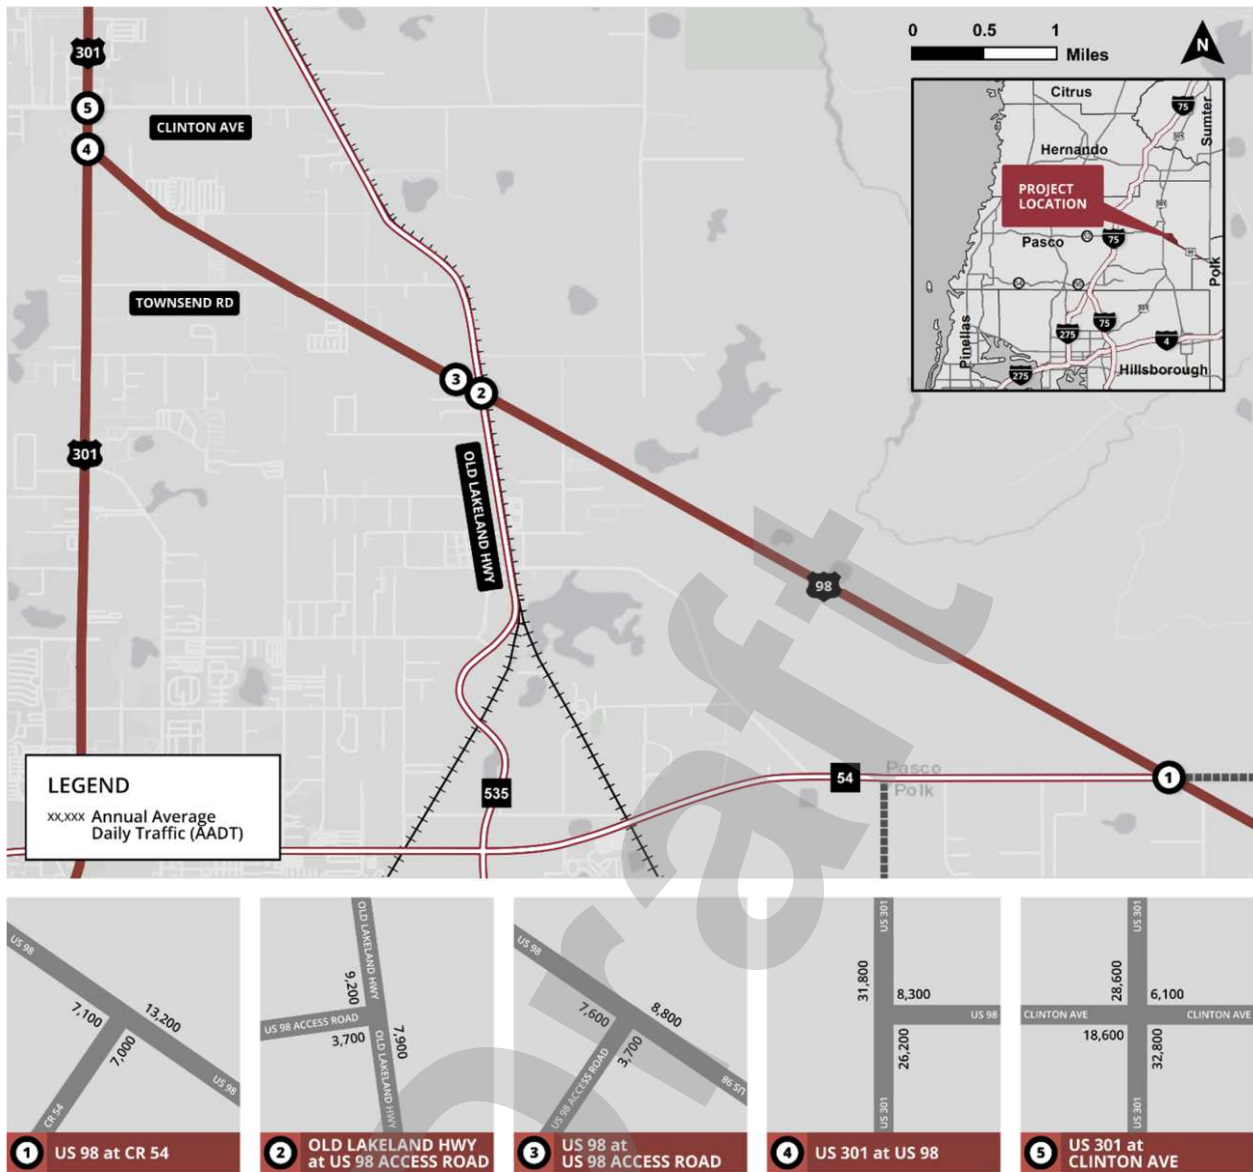 301
5
4
CLINTON AVE
TOWNSEND RD
3
2
301
OLD LAKELAND HWY
98
535
54
Pasco
Polk
1
0 0.5 1
Miles
N
Citrus
75
Sumter
Hernando
PROJECT
LOCATION
Pasco
75
Polk
Pinellas
275
75
4
275
Hillsborough
LEGEND
xx,xxx Annual Average
Daily Traffic (AADT)
US 98
7,100
13,200
7,000
CR 54
US 98
1 US 98 at CR 54
OLD LAKELAND HWY
9,200
US 98 ACCESS ROAD
3,700
7,900
OLD LAKELAND HWY
2 OLD LAKELAND HWY
at US 98 ACCESS ROAD
US 98
7,600
8,800
3,700
US 98 ACCESS ROAD
US 98
3 US 98 at
US 98 ACCESS ROAD
US 301
31,800
8,300
US 98
26,200
US 301
4 US 301 at US 98
US 301
28,600
6,100
CLINTON AVE
CLINTON AVE
18,600
32,800
US 301
5 US 301 at
CLINTON AVE
Draft